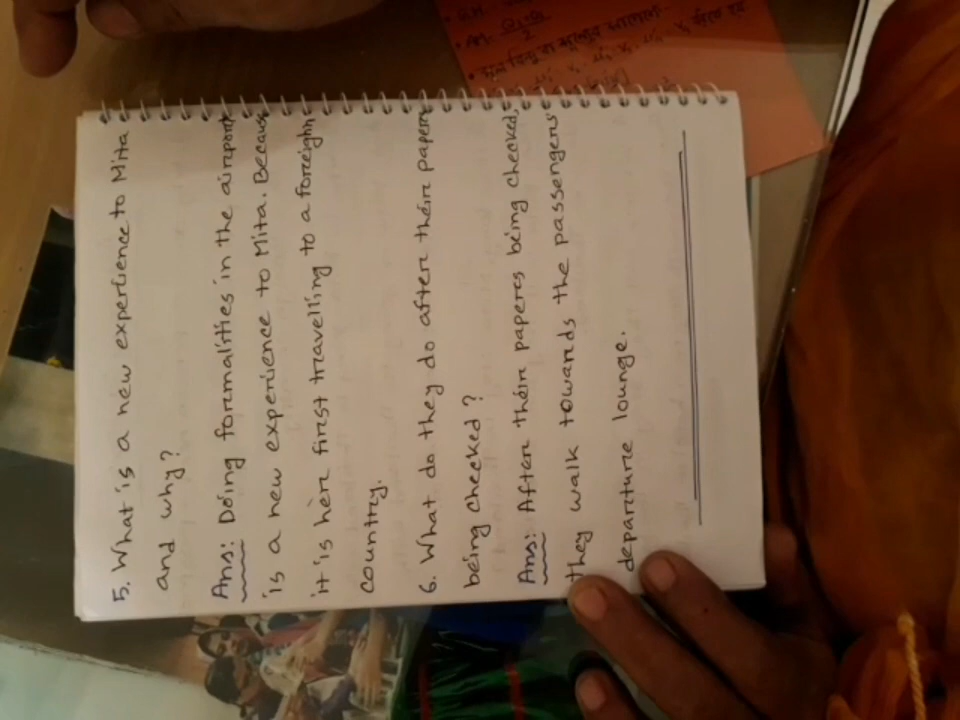 5. What is a new experience to Mita
and why?
Ans: Doing formalities in the airport
is a new experience to Mita. Because
it is her first travelling to a foreighn
country.
6. What do they do after their papers
being checked?
Ans: After their papers being checked,
they walk towards the passengers'
departure lounge.